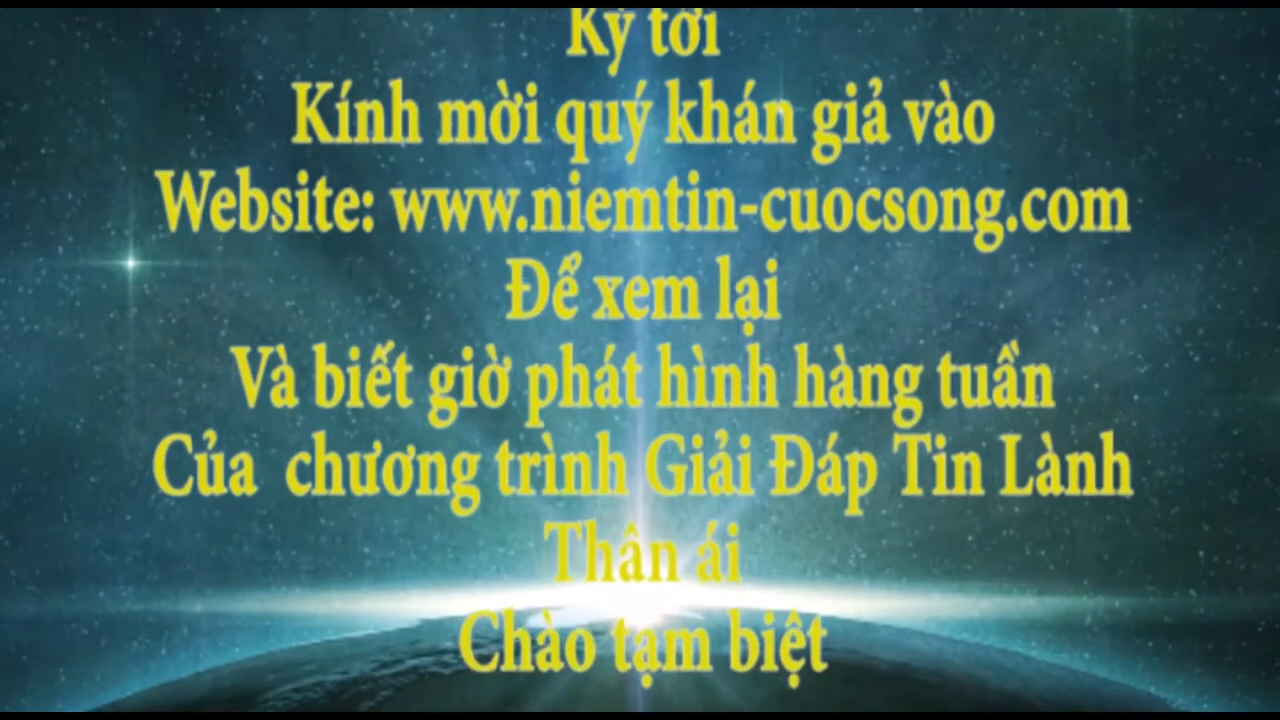 Kỳ tới
Kính mời quý khán giả vào
Website: www.niemtin-cuocsong.com
Để xem lại
Và biết giờ phát hình hàng tuần
Của chương trình Giải Đáp Tin Lành
Thân ái
Chào tạm biệt